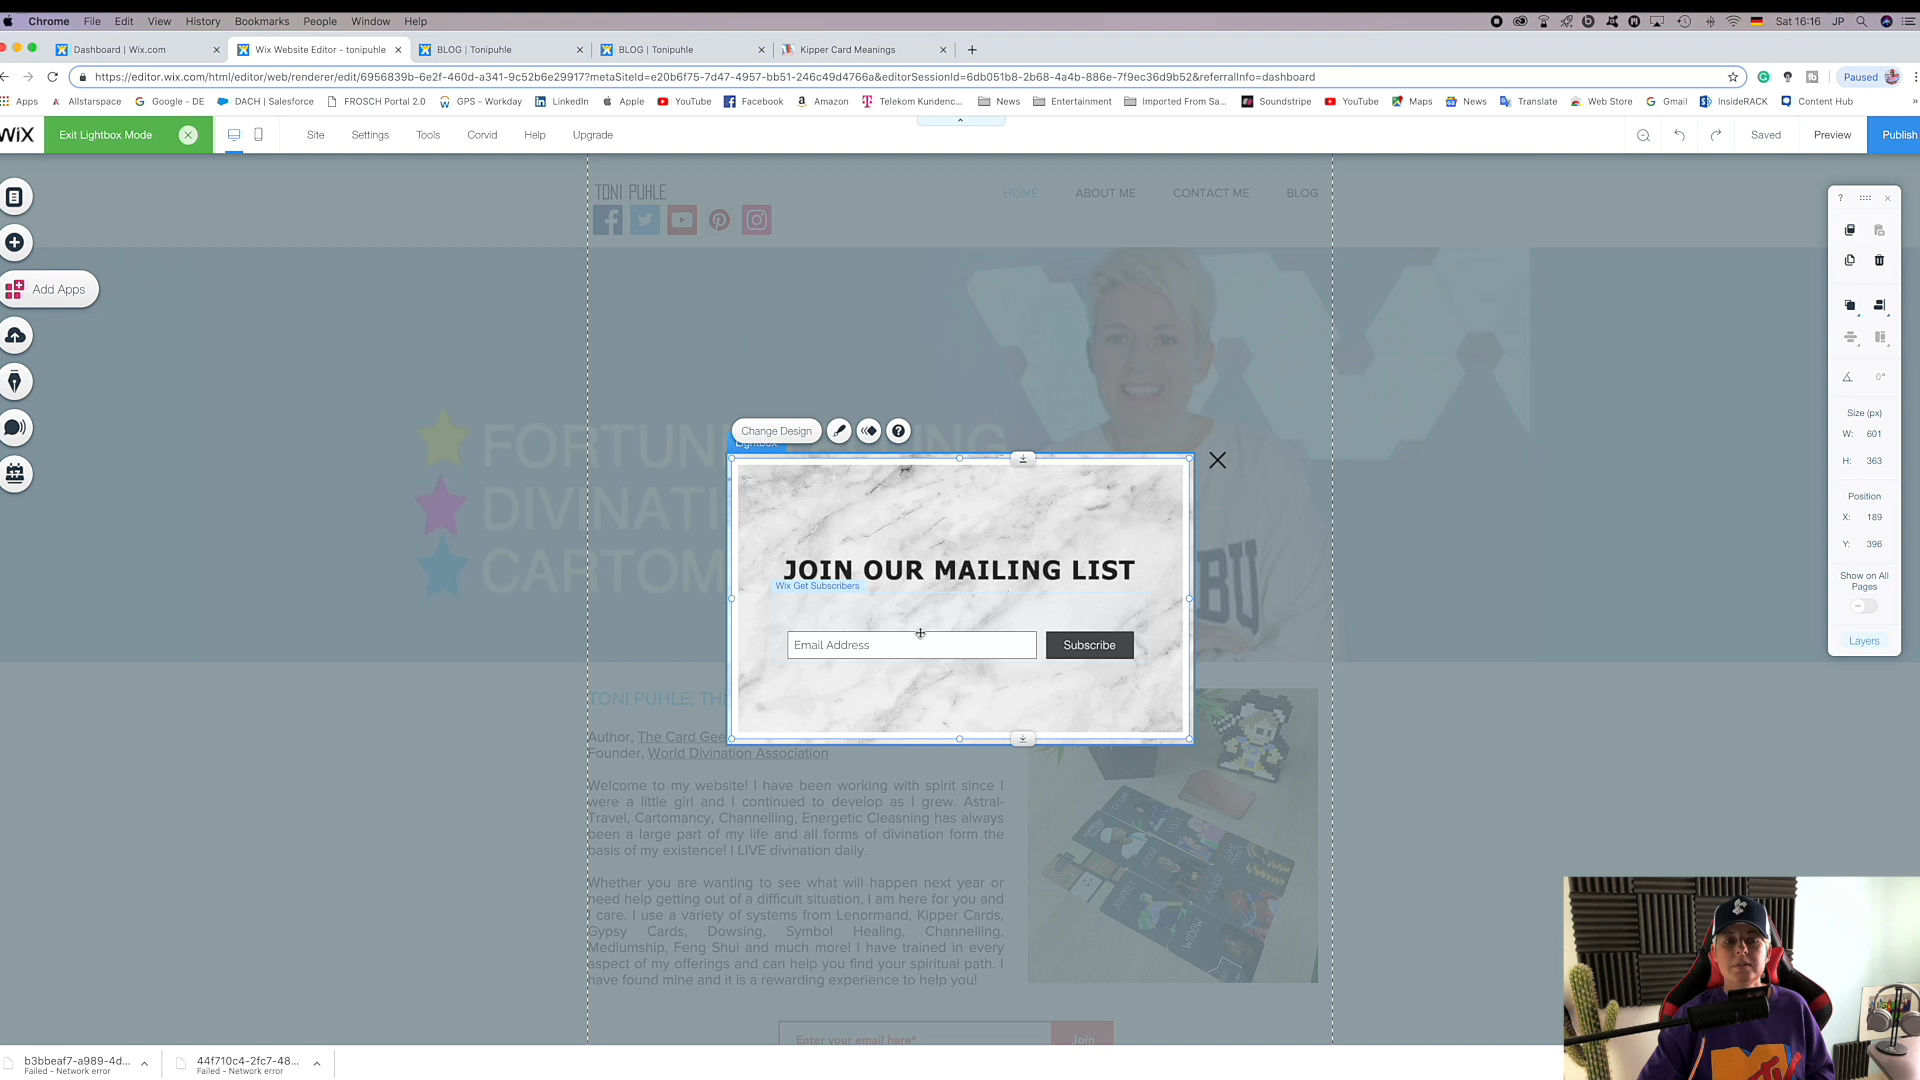 Chrome File Edit View History Bookmarks People Window Help Sat 16:16 JP
Dashboard | Wix.com
Wix Website Editor - tonipuhle
BLOG | Tonipuhle
BLOG | Tonipuhle
Kipper Card Meanings
https://editor.wix.com/html/editor/web/renderer/edit/6956839b-6e2f-460d-a341-9c52b6e29917?metaSiteId=e20b6f75-7d47-4957-bb51-246c49d4766a&editorSessionId=6db051b8-2b68-4a4b-886e-7f9ec36d9b52&referralInfo=dashboard
Paused
Apps Allstarspace Google - DE DACH | Salesforce FROSCH Portal 2.0 GPS - Workday LinkedIn Apple YouTube Facebook Amazon Telekom Kundenc... News Entertainment Imported From Sa... Soundstripe YouTube Maps News Translate Web Store Gmail InsideRACK Content Hub
WiX Exit Lightbox Mode Site Settings Tools Corvid Help Upgrade Saved Preview Publish
TONI PUHLE
HOME ABOUT ME CONTACT ME BLOG
Add Apps
Change Design
Lightbox
JOIN OUR MAILING LIST
Wix Get Subscribers
Email Address
Subscribe
Size (px)
W: 601
H: 363
Position
X: 189
Y: 396
Show on All
Pages
Layers
0°
TONI PUHLE, TH
Author, The Card Gee
Founder, World Divination Association
Welcome to my website! I have been working with spirit since I
were a little girl and I continued to develop as I grew. Astral-
Travel, Cartomancy, Channelling, Energetic Cleasning has always
been a large part of my life and all forms of divination form the
basis of my existence! I LIVE divination daily.
Whether you are wanting to see what will happen next year or
need help getting out of a difficult situation, I am here for you and
I care. I use a variety of systems from Lenormand, Kipper Cards,
Gypsy Cards, Dowsing, Symbol Healing, Channelling,
Mediumship, Feng Shui and much more! I have trained in every
aspect of my offerings and can help you find your spiritual path. I
have found mine and it is a rewarding experience to help you!
Enter your email here*
Join
b3bbeaf7-a989-4d...
Failed - Network error
44f710c4-2fc7-48...
Failed - Network error
FORTUN
NG
DIVINATI
CARTOM
WIDOW
JOURNEY